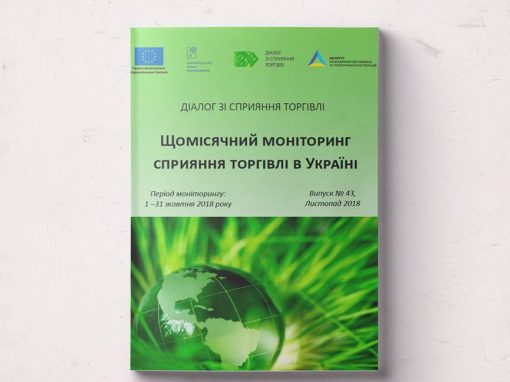 ДІАЛОГ
ЗІ СПРИЯННЯ
ТОРГІВЛІ
ІНСТИТУТ
ДІАЛОГ ЗІ СПРИЯННЯ ТОРГІВЛІ
Щомісячний моніторинг
сприяння торгівлі в Україні
Період моніторингу:
1 –31 жовтня 2018 року
Випуск № 43,
Листопад 2018